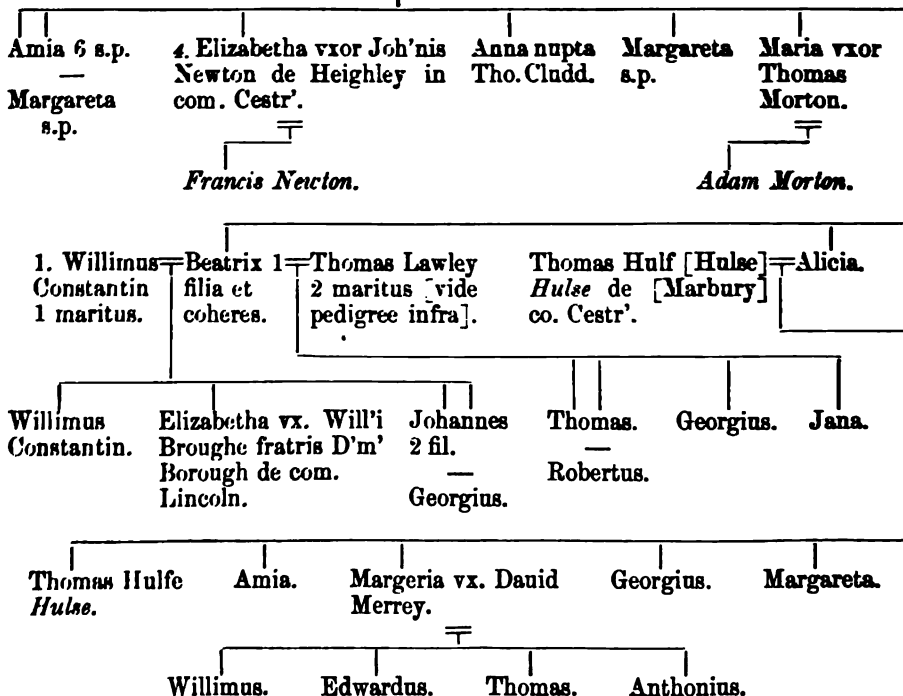 Amia 6 s.p.
—
Margareta
s.p.
4. Elizabetha vxor Joh'nis
Newton de Heighley in
com. Cestr'.
Anna nupta
Tho. Cludd.
Margareta
s.p.
Maria vxor
Thomas
Morton.
Francis Newton.
Adam Morton.
1. Willimus
Constantin
1 maritus.
Beatrix 1
filia et
coheres.
Thomas Lawley
2 maritus [vide
pedigree infra].
Thomas Hulf [Hulse]
Hulse de [Marbury]
co. Cestr'.
Alicia.
Willimus
Constantin.
Elizabetha vx. Will'i
Broughe fratris D'm'
Borough de com.
Lincoln.
Johannes
2 fil.
—
Georgius.
Thomas.
—
Robertus.
Georgius.
Jana.
Thomas Hulfe
Hulse.
Amia.
Margeria vx. Dauid
Merrey.
Georgius.
Margareta.
Willimus.
Edwardus.
Thomas.
Anthonius.